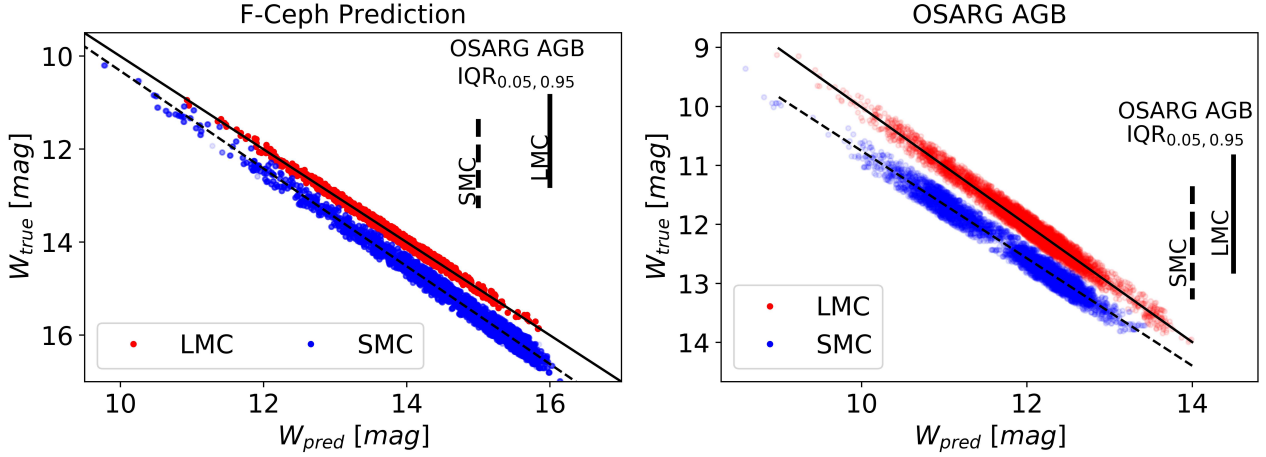 F-Ceph Prediction
OSARG AGB
IQR0.05, 0.95
SMC
LMC
LMC SMC
10
12
14
16
Wtrue [mag]
10 12 14 16
Wpred [mag]
OSARG AGB
OSARG AGB
IQR0.05, 0.95
SMC
LMC
LMC
SMC
9
10
11
12
13
14
Wtrue [mag]
10 12 14
Wpred [mag]